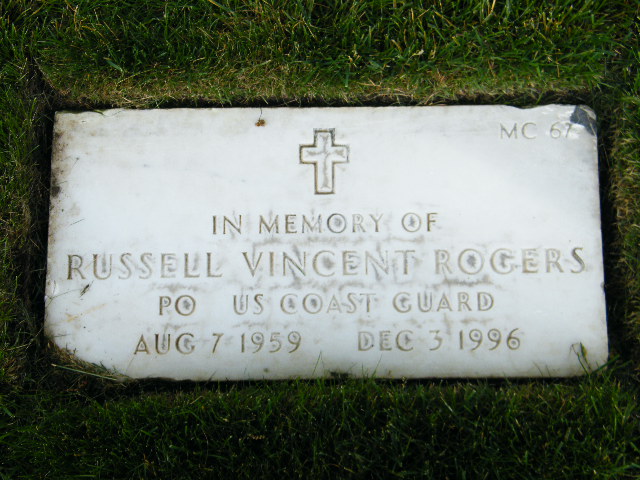 MC 67
IN MEMORY OF
RUSSELL VINCENT ROGERS
PO US COAST GUARD
AUG 7 1959 DEC 3 1996